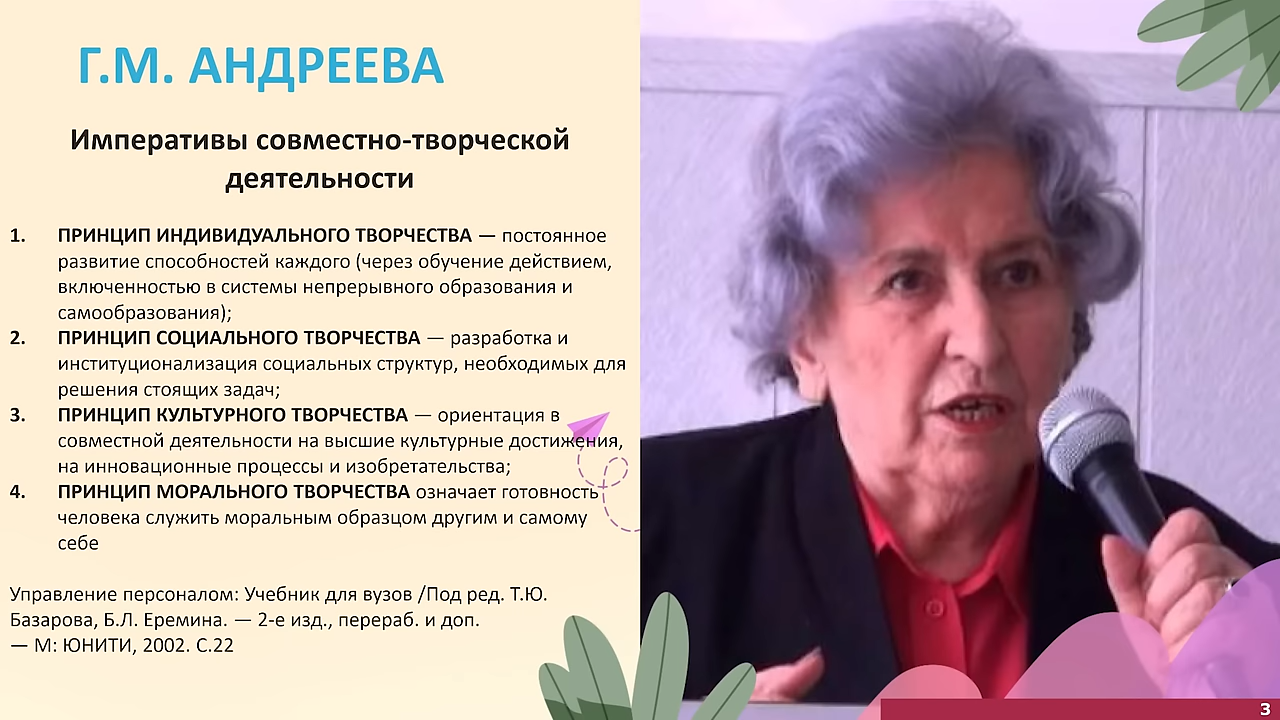 Г.М. АНДРЕЕВА
Императивы совместно-творческой
деятельности
1. ПРИНЦИП ИНДИВИДУАЛЬНОГО ТВОРЧЕСТВА — постоянное
развитие способностей каждого (через обучение действием,
включенностью в системы непрерывного образования и
самообразования);
2. ПРИНЦИП СОЦИАЛЬНОГО ТВОРЧЕСТВА — разработка и
институционализация социальных структур, необходимых для
решения стоящих задач;
3. ПРИНЦИП КУЛЬТУРНОГО ТВОРЧЕСТВА — ориентация в
совместной деятельности на высшие культурные достижения,
на инновационные процессы и изобретательства;
4. ПРИНЦИП МОРАЛЬНОГО ТВОРЧЕСТВА означает готовность
человека служить моральным образцом другим и самому
себе
Управление персоналом: Учебник для вузов /Под ред. Т.Ю.
Базарова, Б.Л. Еремина. — 2-е изд., перераб. и доп.
— М: ЮНИТИ, 2002. С.22
3